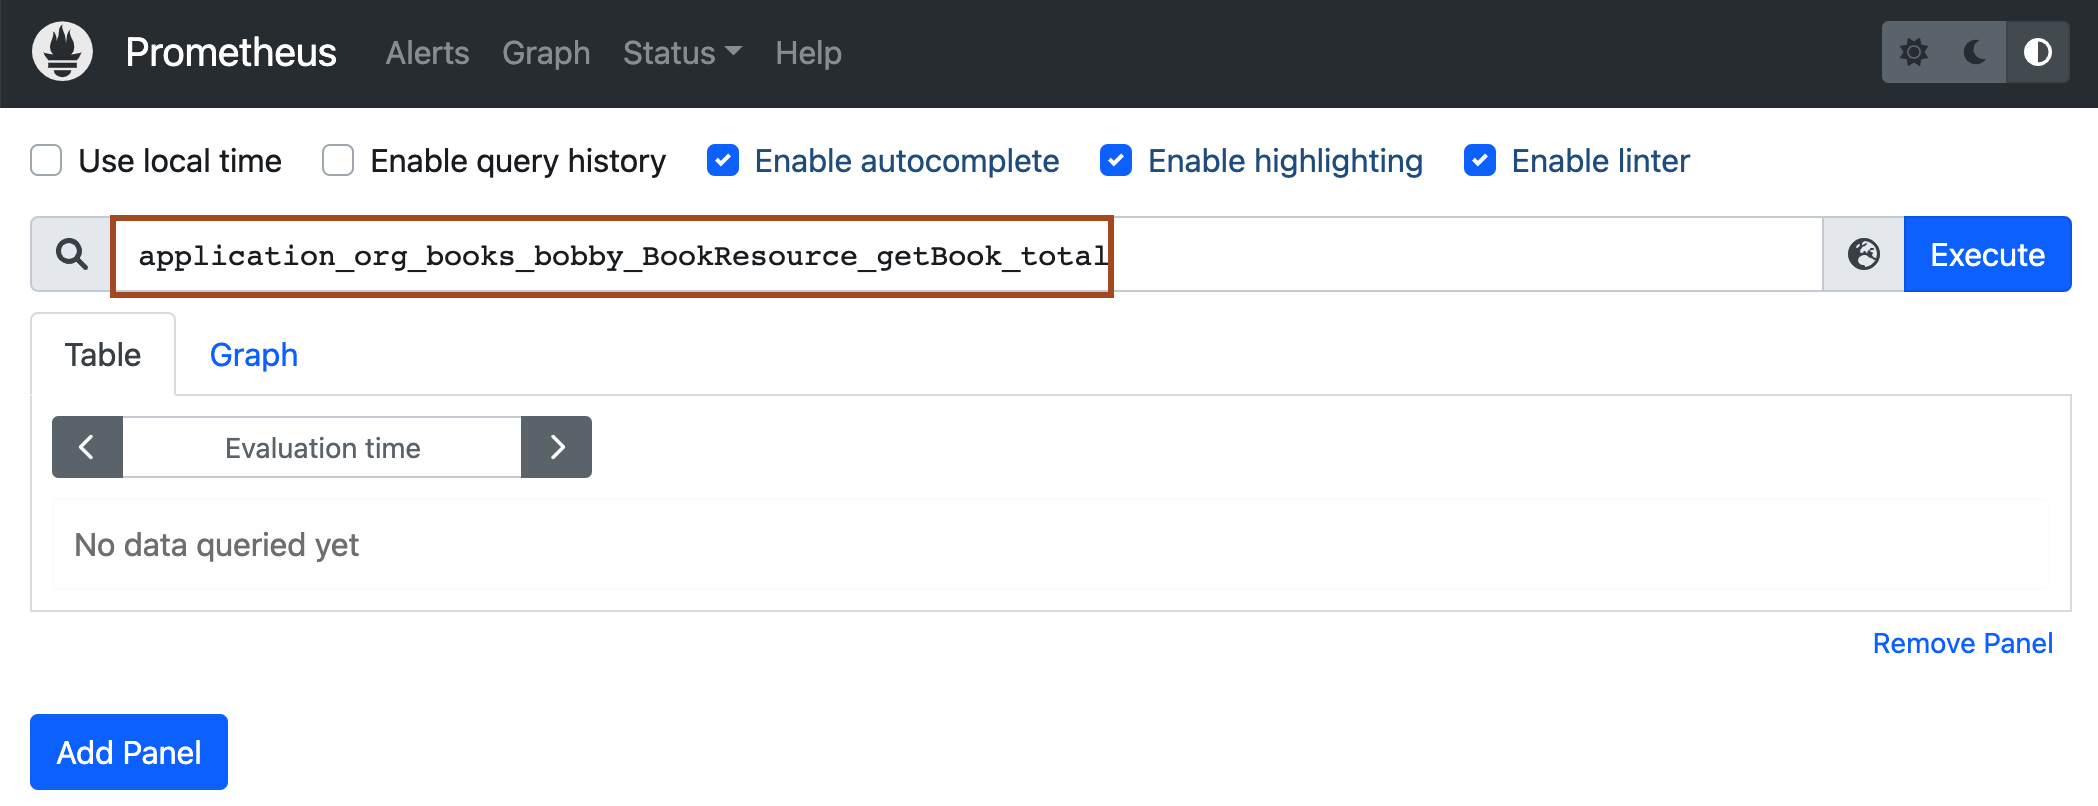 Prometheus Alerts Graph Status Help
Use local time Enable query history Enable autocomplete Enable highlighting Enable linter
application_org_books_bobby_BookResource_getBook_total Execute
Table Graph
Evaluation time
No data queried yet
Remove Panel
Add Panel